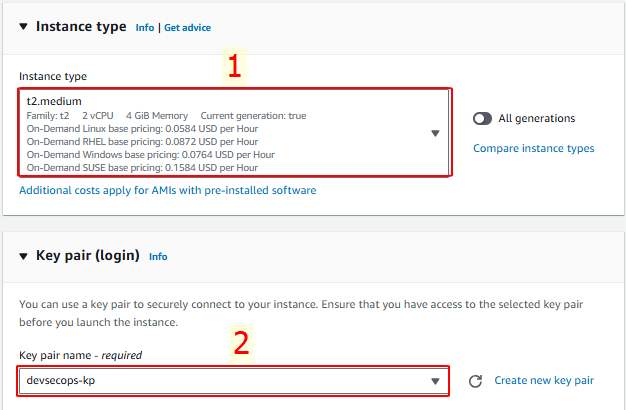 Instance type Info | Get advice
1
Instance type
t2.medium
Family: t2 2 vCPU 4 GiB Memory Current generation: true
On-Demand Linux base pricing: 0.0584 USD per Hour
On-Demand RHEL base pricing: 0.0872 USD per Hour
On-Demand Windows base pricing: 0.0764 USD per Hour
On-Demand SUSE base pricing: 0.1584 USD per Hour
All generations
Compare instance types
Additional costs apply for AMIs with pre-installed software
Key pair (login) Info
You can use a key pair to securely connect to your instance. Ensure that you have access to the selected key pair
before you launch the instance.
2
Key pair name - required
devsecops-kp
Create new key pair